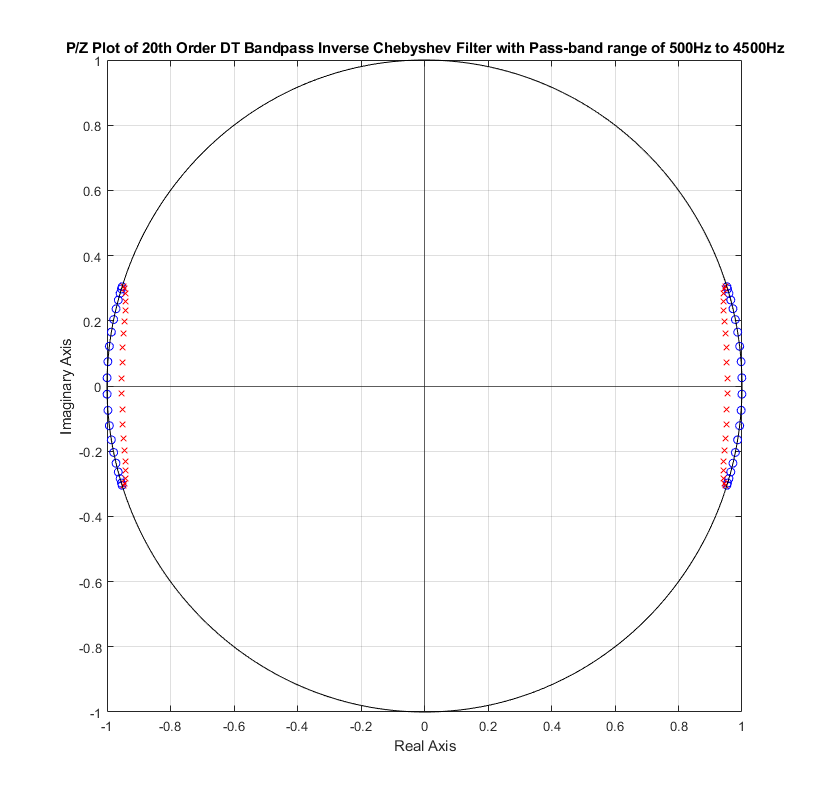 P/Z Plot of 20th Order DT Bandpass Inverse Chebyshev Filter with Pass-band range of 500Hz to 4500Hz
1
0.8
0.6
0.4
0.2
0
-0.2
-0.4
-0.6
-0.8
-1
Imaginary Axis
-1 -0.8 -0.6 -0.4 -0.2 0 0.2 0.4 0.6 0.8 1
Real Axis